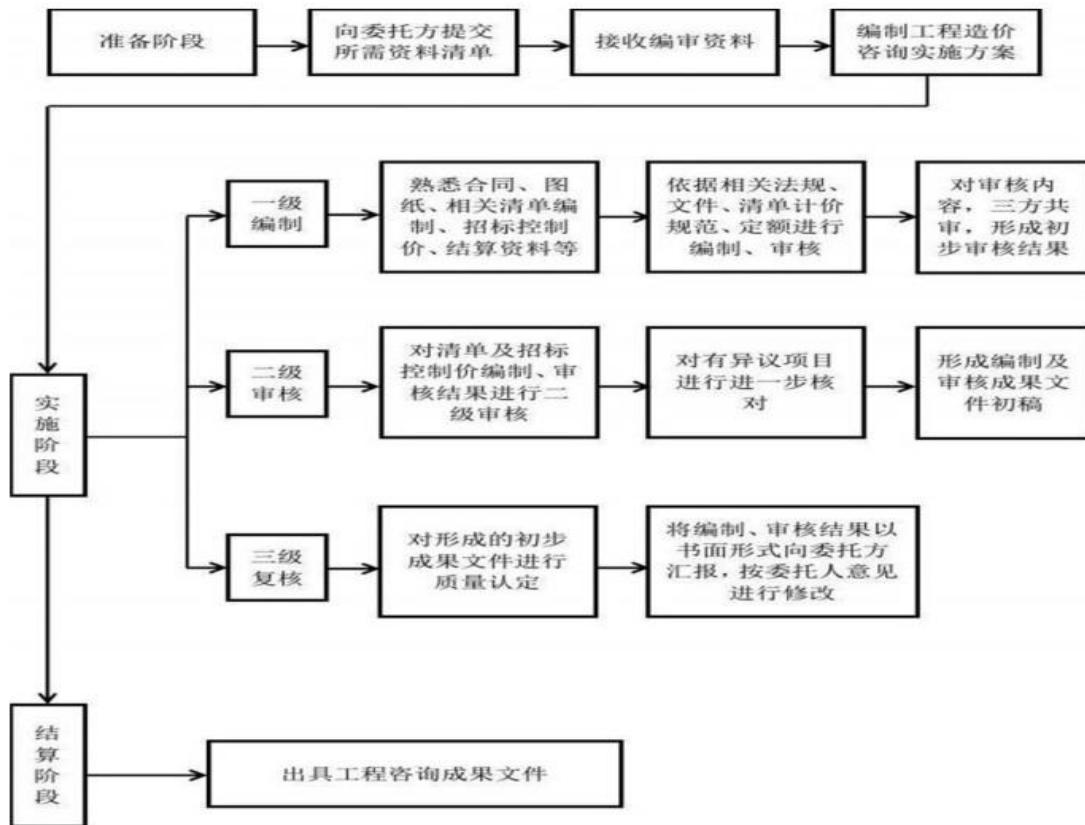 准备阶段
向委托方提交
所需资料清单
接收编审资料
编制工程造价
咨询实施方案
一级
编制
熟悉合同、图
纸、相关清单编
制、招标控制
价、结算资料等
依据相关法规、
文件、清单计价
规范、定额进行
编制、审核
对审核内
容，三方共
审，形成初
步审核结果
实
施
阶
段
二级
审核
对清单及招标
控制价编制、审
核结果进行二
级审核
对有异议项目
进行进一步核
对
形成编制及
审核成果文
件初稿
三级
复核
对形成的初步
成果文件进行
质量认定
将编制、审核结果以
书面形式向委托方
汇报，按委托人意见
进行修改
结
算
阶
段
出具工程咨询成果文件